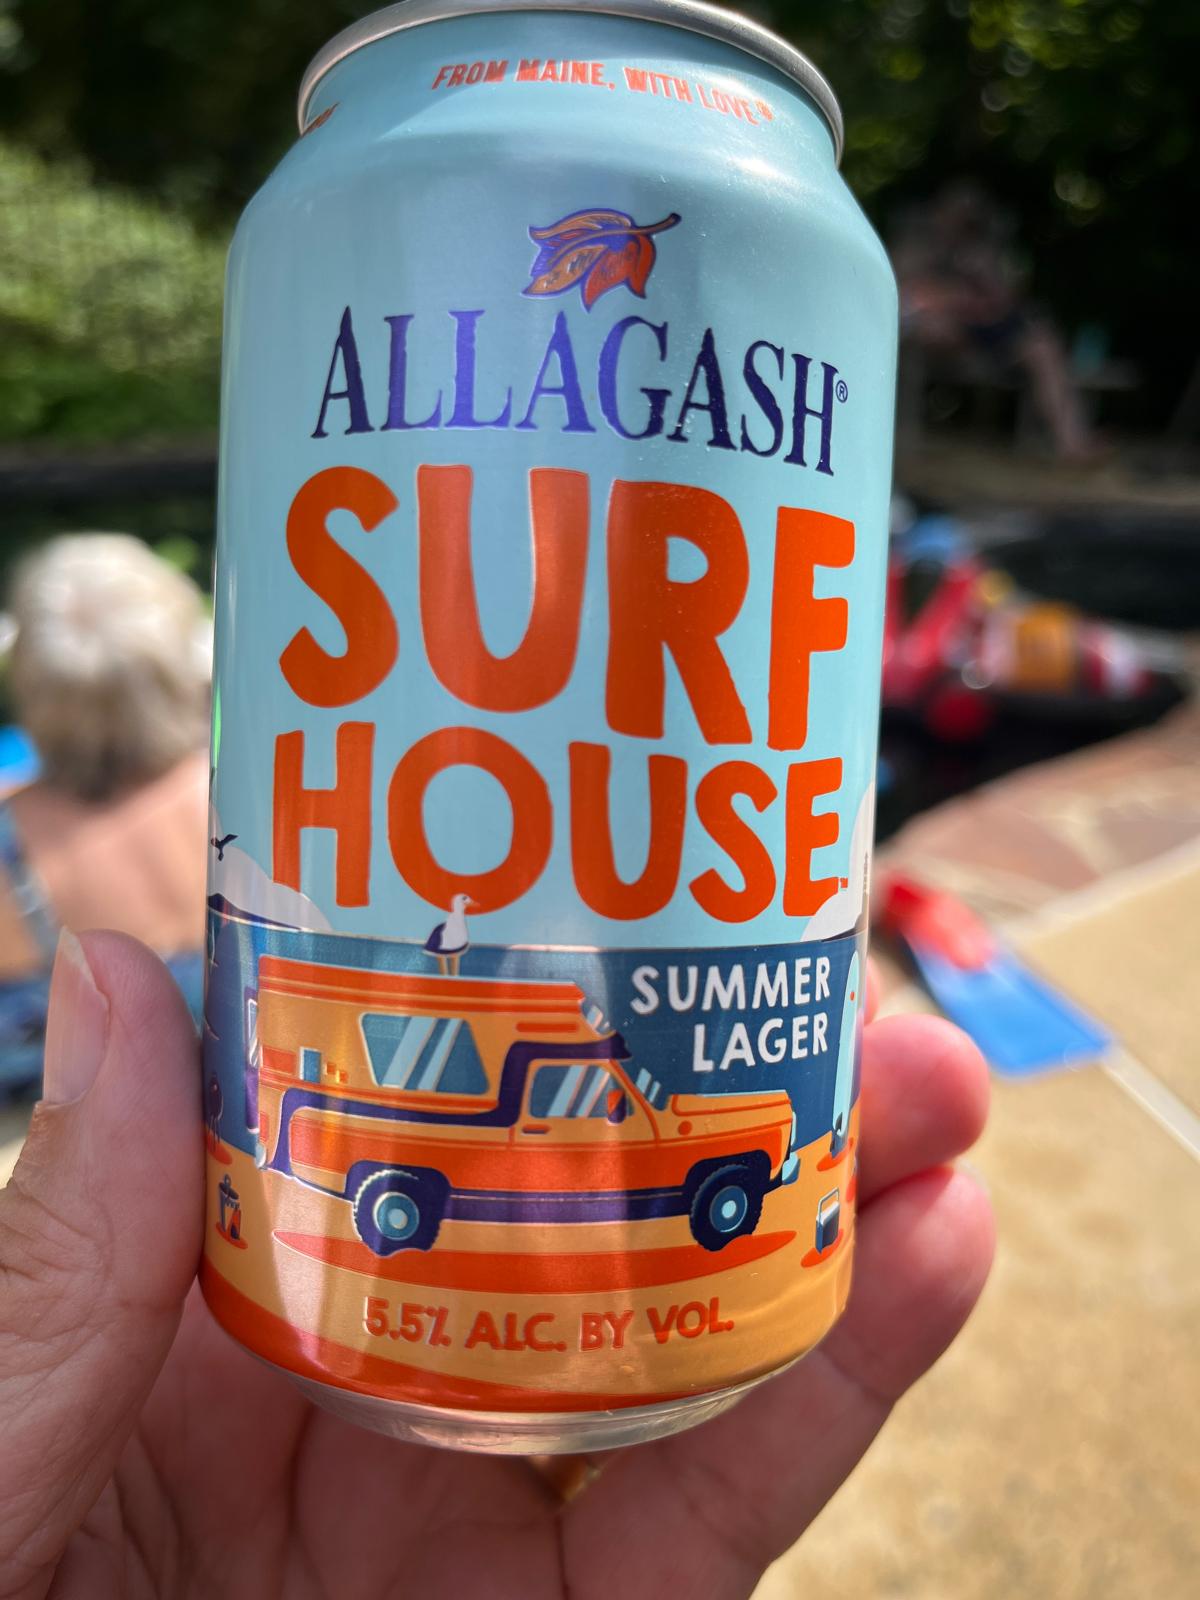 FROM MAINE, WITH LOVE®
ALLAGASH®
SURF
HOUSE
SUMMER
LAGER
5.5% ALC. BY VOL.